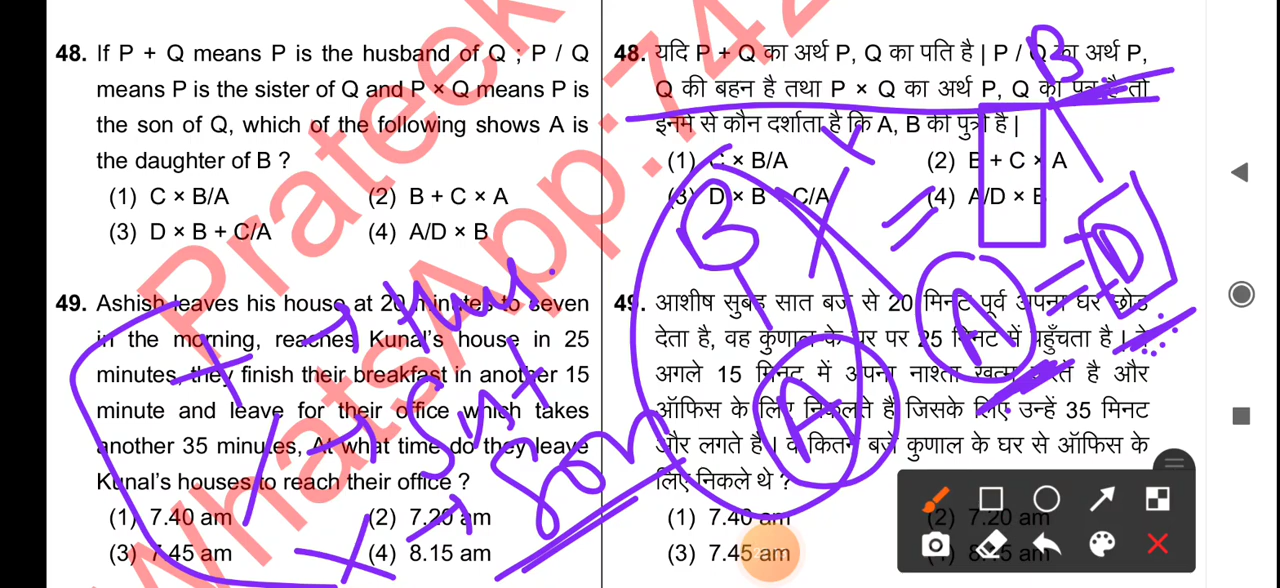 48. If P + Q means P is the husband of Q ; P / Q
means P is the sister of Q and P × Q means P is
the son of Q, which of the following shows A is
the daughter of B ?
(1) C × B/A (2) B + C × A
(3) D × B + C/A (4) A/D × B
49. Ashish leaves his house at 20 minutes to seven
in the morning, reaches Kunal's house in 25
minutes, they finish their breakfast in another 15
minute and leave for their office which takes
another 35 minutes, At what time do they leave
Kunal's houses to reach their office ?
(1) 7.40 am (2) 7.20 am
(3) 7.45 am (4) 8.15 am
48. यदि P + Q का अर्थ P, Q का पति है | P / Q का अर्थ P,
Q की बहन है तथा P × Q का अर्थ P, Q का पुत्र है तो
इनमे से कौन दर्शाता है कि A, B की पुत्री है |
(1) C × B/A (2) B + C × A
(3) D × B + C/A (4) A/D × B
49. आशीष सुबह सात बजे से 20 मिनट पूर्व अपना घर छोड़
देता है, वह कुणाल के घर पर 25 मिनट में पहुँचता है | वे
अगले 15 मिनट में अपना नाश्ता खत्म करते है और
ऑफिस के लिए निकलते हैं जिसके लिए उन्हें 35 मिनट
और लगते है | वे कितने बजे कुणाल के घर से ऑफिस के
लिए निकले थे ?
(1) 7.40 am (2) 7.20 am
(3) 7.45 am
Prateek
WhatsApp:742
B
B
+
/
=
A
=
D
A
+
→
Hus.
/
→
Sis
×
→
Son